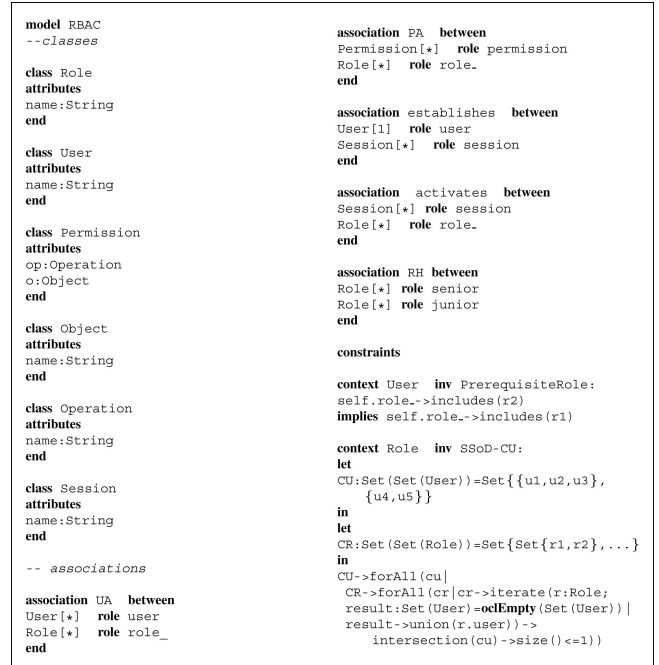 model RBAC
--classes
class Role
attributes
name:String
end
class User
attributes
name:String
end
class Permission
attributes
op:Operation
o:Object
end
class Object
attributes
name:String
end
class Operation
attributes
name:String
end
class Session
attributes
name:String
end
-- associations
association UA between
User[*] role user
Role[*] role role_
end
association PA between
Permission[*] role permission
Role[*] role role_
end
association establishes between
User[1] role user
Session[*] role session
end
association activates between
Session[*] role session
Role[*] role role_
end
association RH between
Role[*] role senior
Role[*] role junior
end
constraints
context User inv PrerequisiteRole:
self.role_->includes(r2)
implies self.role_->includes(r1)
context Role inv SSoD-CU:
let
CU:Set(Set(User))=Set{{u1,u2,u3},
{u4,u5}}
in
let
CR:Set(Set(Role))=Set{Set{r1,r2},...}
in
CU->forAll(cu|
CR->forAll(cr|cr->iterate(r:Role;
result:Set(User)=oclEmpty(Set(User))|
result->union(r.user))->
intersection(cu)->size()<=1))